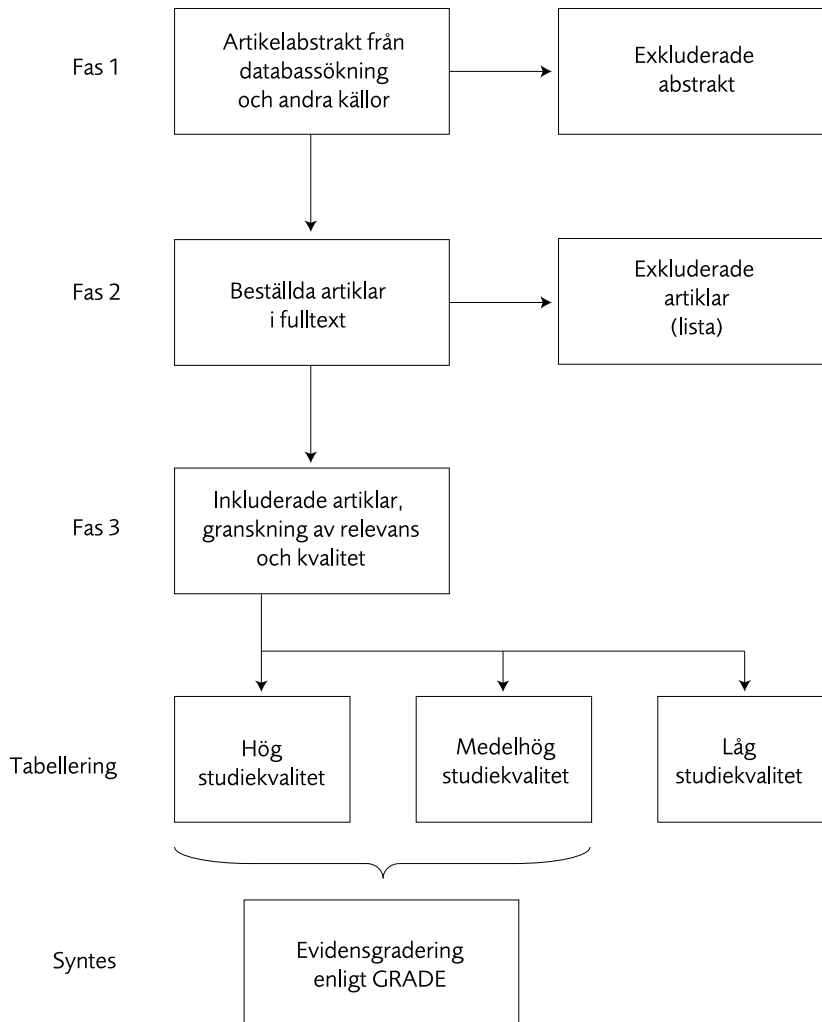 Fas 1
Artikelabstrakt från
databassökning
och andra källor
Exkluderade
abstrakt
Fas 2
Beställda artiklar
i fulltext
Exkluderade
artiklar
(lista)
Fas 3
Inkluderade artiklar,
granskning av relevans
och kvalitet
Tabellering
Hög
studiekvalitet
Medelhög
studiekvalitet
Låg
studiekvalitet
Syntes
Evidensgradering
enligt GRADE